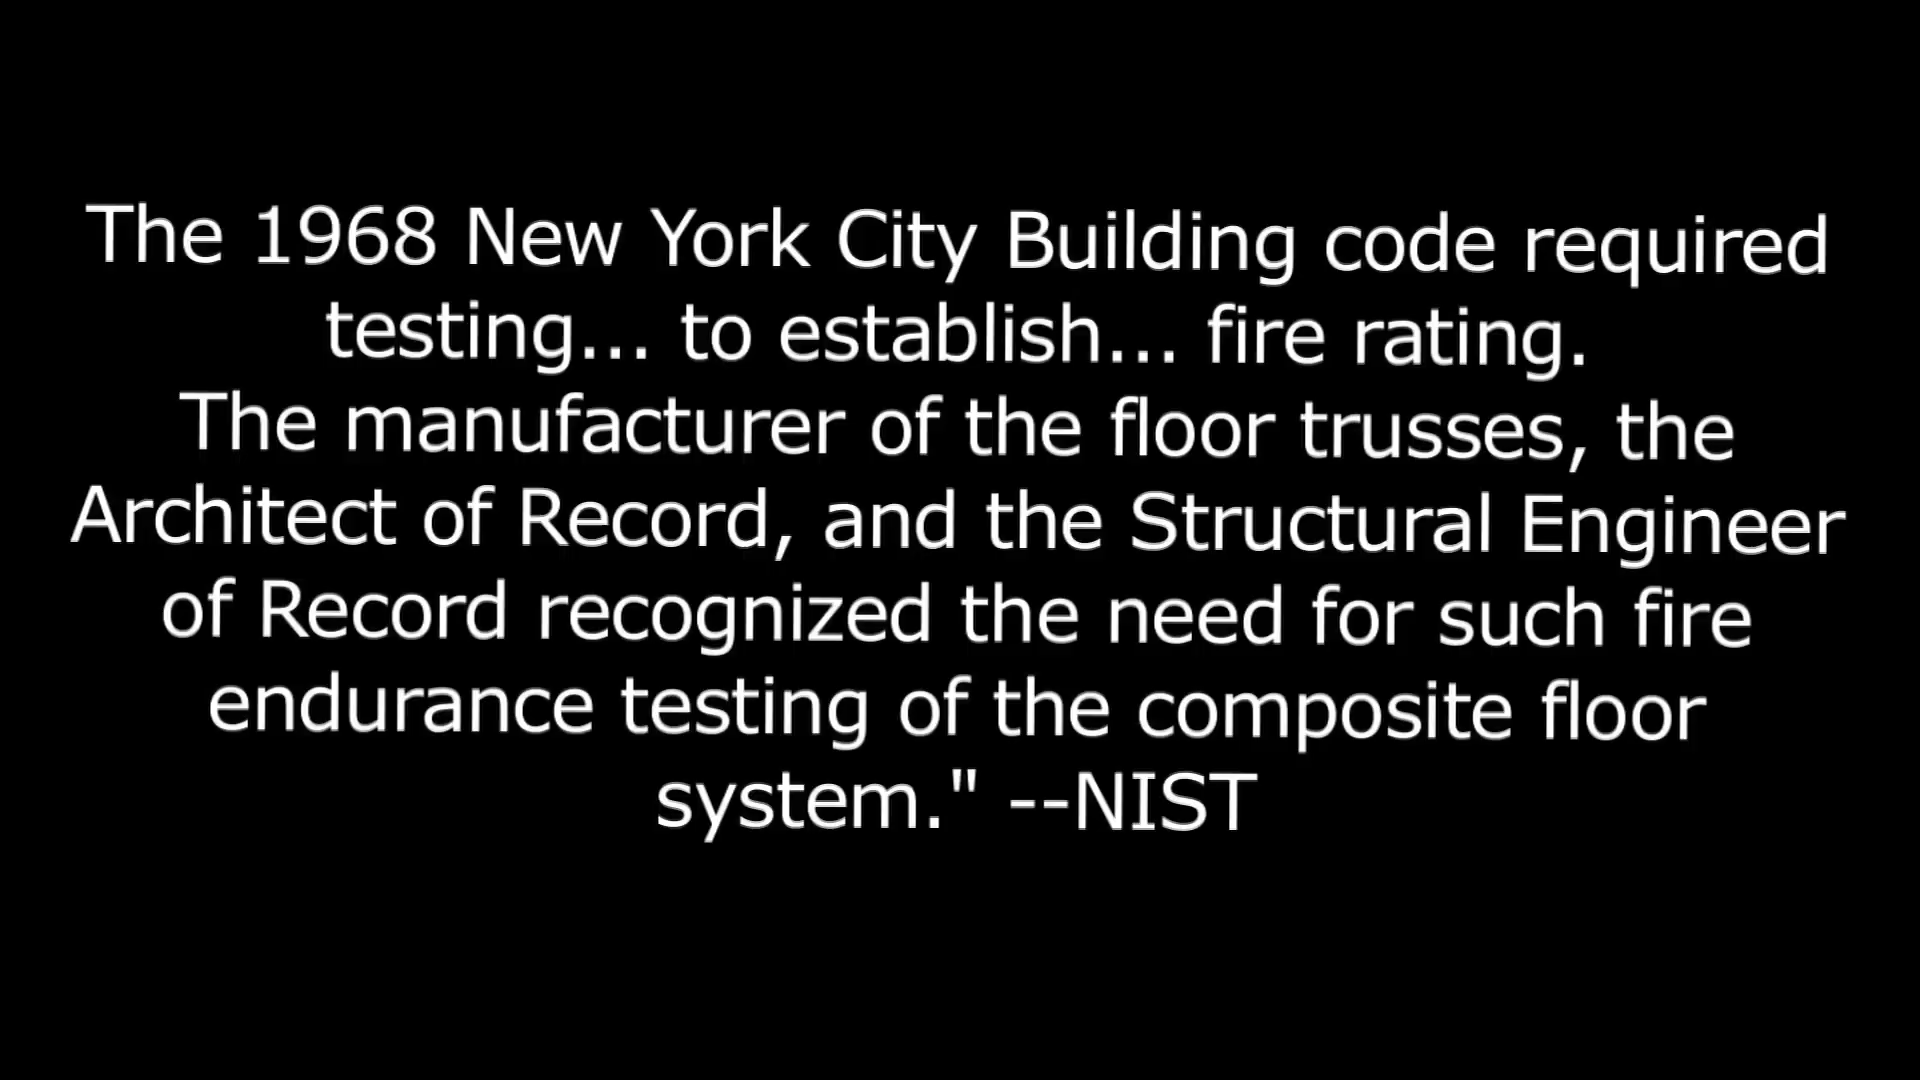 The 1968 New York City Building code required
testing... to establish... fire rating.
The manufacturer of the floor trusses, the
Architect of Record, and the Structural Engineer
of Record recognized the need for such fire
endurance testing of the composite floor
system." --NIST